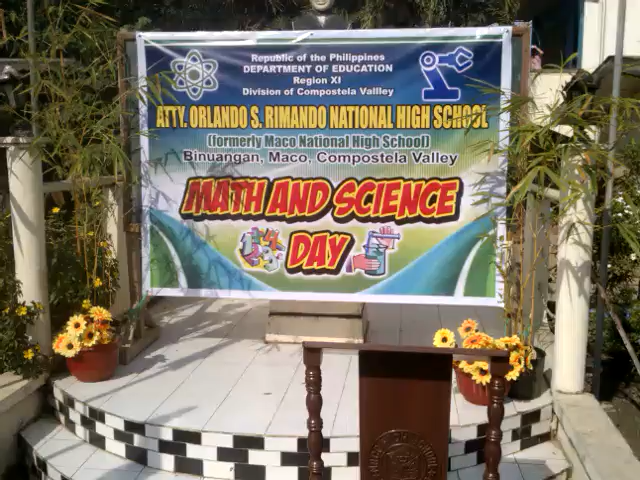 Republic of the Philippines
DEPARTMENT OF EDUCATION
Region XI
Division of Compostela Vallley
ATTY. ORLANDO S. RIMANDO NATIONAL HIGH SCHOOL
(formerly Maco National High School)
Binuangan, Maco, Compostela Valley
MATH AND SCIENCE
DAY